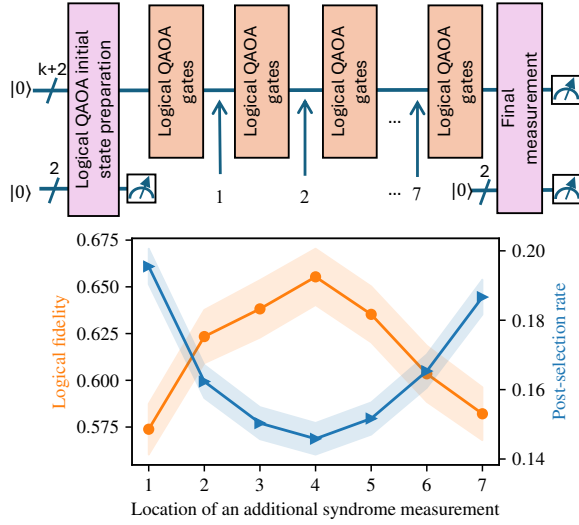 k+2
|0⟩
Logical QAOA initial
state preparation
Logical QAOA
gates
Logical QAOA
gates
Logical QAOA
gates
...
Logical QAOA
gates
Final
measurement
2
|0⟩
1
2
... 7
|0⟩
2
0.675
0.650
0.625
0.600
0.575
Logical fidelity
0.20
0.18
0.16
0.14
Post-selection rate
1 2 3 4 5 6 7
Location of an additional syndrome measurement